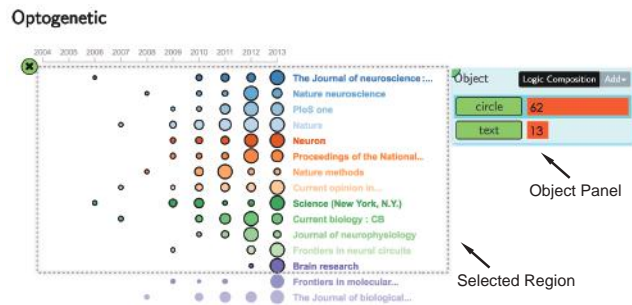 Optogenetic
2004 2005 2006 2007 2008 2009 2010 2011 2012 2013
The Journal of neuroscience :...
Nature neuroscience
PloS one
Nature
Neuron
Proceedings of the National...
Nature methods
Current opinion in...
Science (New York, N.Y.)
Current biology : CB
Journal of neurophysiology
Frontiers in neural circuits
Brain research
Frontiers in molecular...
The Journal of biological...
Object Logic Composition Add
circle 62
text 13
Object Panel
Selected Region